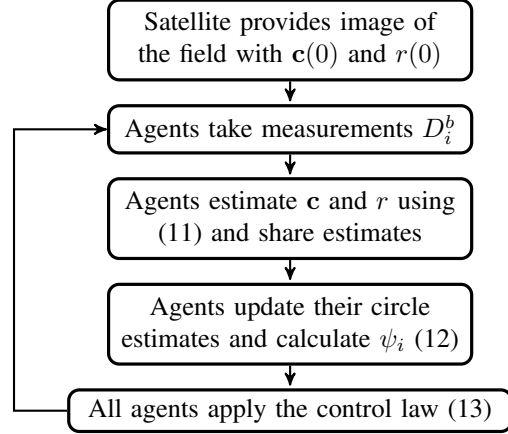 Satellite provides image of
the field with c(0) and r(0)
Agents take measurements D_i^b
Agents estimate c and r using
(11) and share estimates
Agents update their circle
estimates and calculate ψ_i (12)
All agents apply the control law (13)